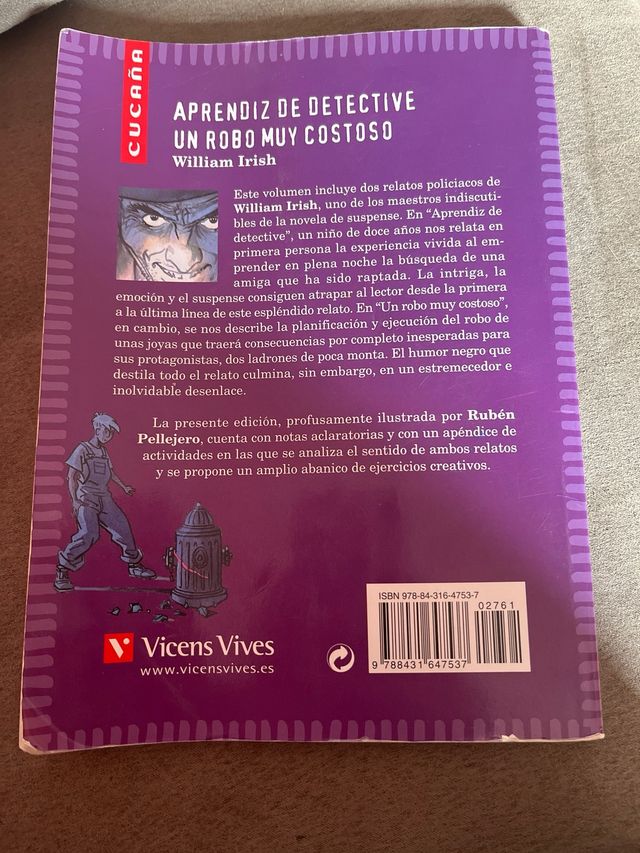 CUCAÑA
APRENDIZ DE DETECTIVE
UN ROBO MUY COSTOSO
William Irish
Este volumen incluye dos relatos policiacos de
William Irish, uno de los maestros indiscuti-
bles de la novela de suspense. En “Aprendiz de
detective”, un niño de doce años nos relata en
primera persona la experiencia vivida al em-
prender en plena noche la búsqueda de una
amiga que ha sido raptada. La intriga, la
emoción y el suspense consiguen atrapar al lector desde la primera
a la última línea de este espléndido relato. En “Un robo muy costoso”,
en cambio, se nos describe la planificación y ejecución del robo de
unas joyas que traerá consecuencias por completo inesperadas para
sus protagonistas, dos ladrones de poca monta. El humor negro que
destila todo el relato culmina, sin embargo, en un estremecedor e
inolvidable desenlace.
La presente edición, profusamente ilustrada por Rubén
Pellejero, cuenta con notas aclaratorias y con un apéndice de
actividades en las que se analiza el sentido de ambos relatos
y se propone un amplio abanico de ejercicios creativos.
ISBN 978-84-316-4753-7
02761
9 788431 647537
Vicens Vives
www.vicensvives.es